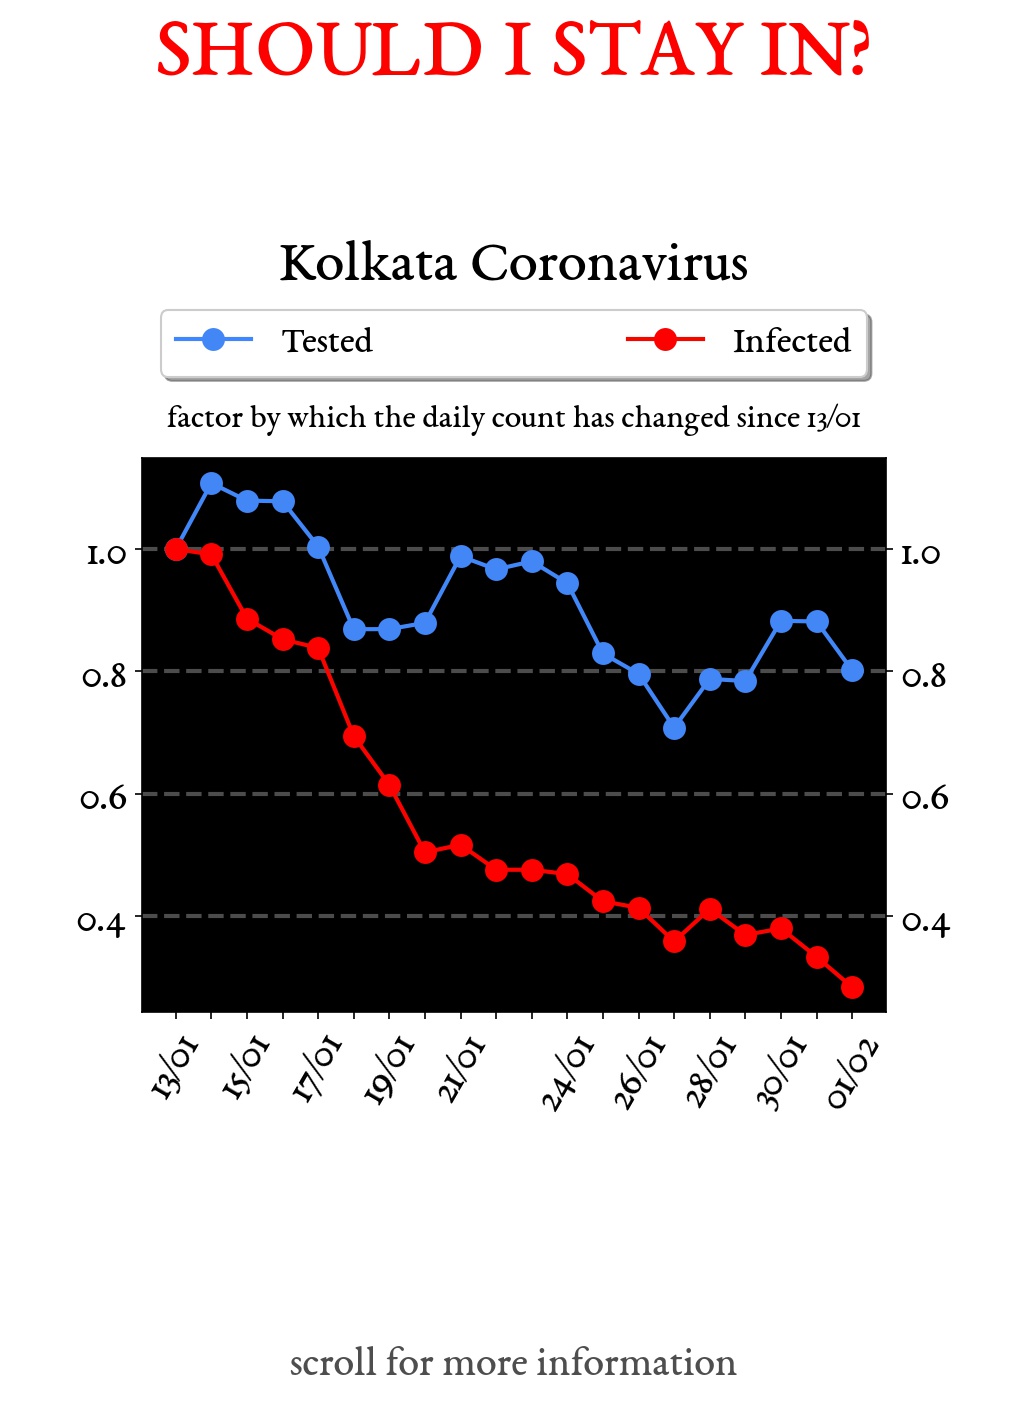 SHOULD I STAY IN?
Kolkata Coronavirus
Tested Infected
factor by which the daily count has changed since 13/01
1.0 1.0
0.8 0.8
0.6 0.6
0.4 0.4
13/01 15/01 17/01 19/01 21/01 24/01 26/01 28/01 30/01 01/02
scroll for more information